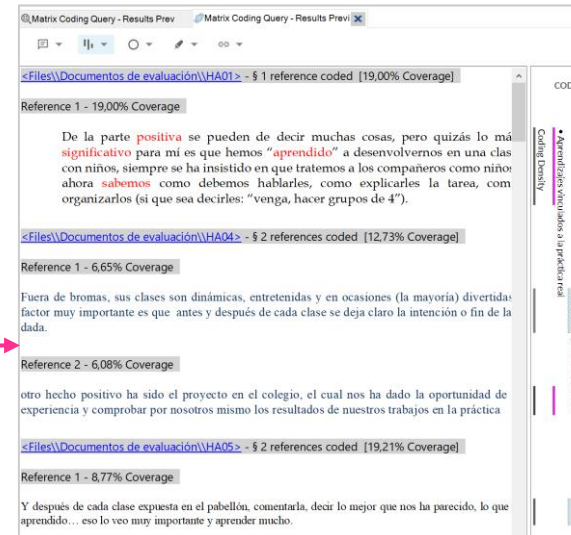 Matrix Coding Query - Results Prev
Matrix Coding Query - Results Previ
<Files\\Documentos de evaluación\\HA01> - § 1 reference coded [19,00% Coverage]
COD
Reference 1 - 19,00% Coverage
De la parte positiva se pueden de decir muchas cosas, pero quizás lo má
significativo para mí es que hemos “aprendido” a desenvolvernos en una clas
con niños, siempre se ha insistido en que tratemos a los compañeros como niño
ahora sabemos como debemos hablarles, como explicarles la tarea, com
organizarlos (si que sea decirles: “venga, hacer grupos de 4”).
<Files\\Documentos de evaluación\\HA04> - § 2 references coded [12,73% Coverage]
Reference 1 - 6,65% Coverage
Fuera de bromas, sus clases son dinámicas, entretenidas y en ocasiones (la mayoría) divertida
factor muy importante es que antes y después de cada clase se deja claro la intención o fin de la
dada.
Reference 2 - 6,08% Coverage
otro hecho positivo ha sido el proyecto en el colegio, el cual nos ha dado la oportunidad de
experiencia y comprobar por nosotros mismo los resultados de nuestros trabajos en la práctica
<Files\\Documentos de evaluación\\HA05> - § 2 references coded [19,21% Coverage]
Reference 1 - 8,77% Coverage
Y después de cada clase expuesta en el pabellón, comentarla, decir lo mejor que nos ha parecido, lo que
aprendido… eso lo veo muy importante y aprender mucho.
Coding Density
Aprendizajes vinculados a la práctica real